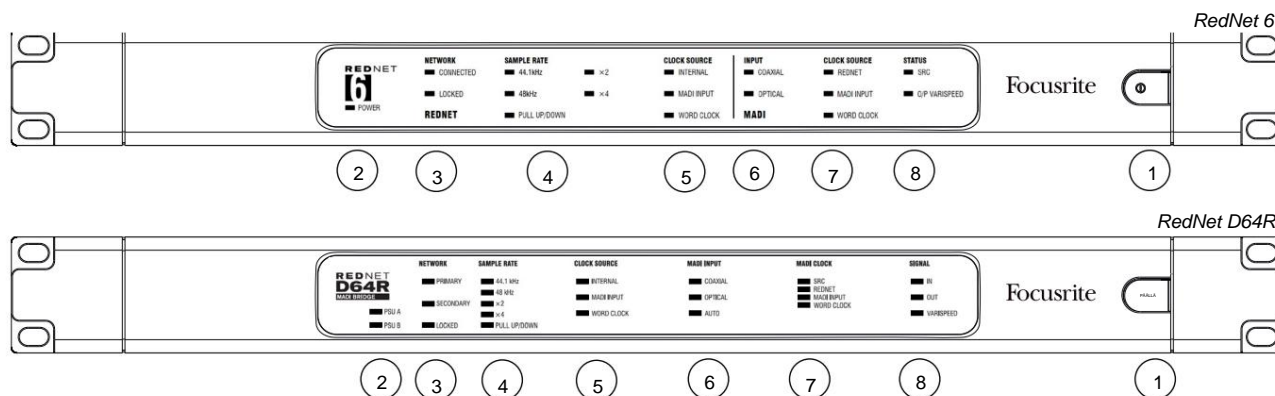 RedNet 6
REDNET
6
POWER
NETWORK
CONNECTED
LOCKED
REDNET
SAMPLE RATE
44.1kHz
×2
48kHz
×4
PULL UP/DOWN
CLOCK SOURCE
INTERNAL
MADI INPUT
WORD CLOCK
INPUT
COAXIAL
OPTICAL
MADI
CLOCK SOURCE
REDNET
MADI INPUT
WORD CLOCK
STATUS
SRC
O/P VARISPEED
Focusrite
2
3
4
5
6
7
8
1
RedNet D64R
REDNET
D64R
MADI BRIDGE
PSU A
PSU B
NETWORK
PRIMARY
SECONDARY
LOCKED
SAMPLE RATE
44.1 kHz
48 kHz
×2
×4
PULL UP/DOWN
CLOCK SOURCE
INTERNAL
MADI INPUT
WORD CLOCK
MADI INPUT
COAXIAL
OPTICAL
AUTO
MADI CLOCK
SRC
REDNET
MADI INPUT
WORD CLOCK
SIGNAL
IN
OUT
VARISPEED
Focusrite
PÄÄLLÄ
2
3
4
5
6
7
8
1